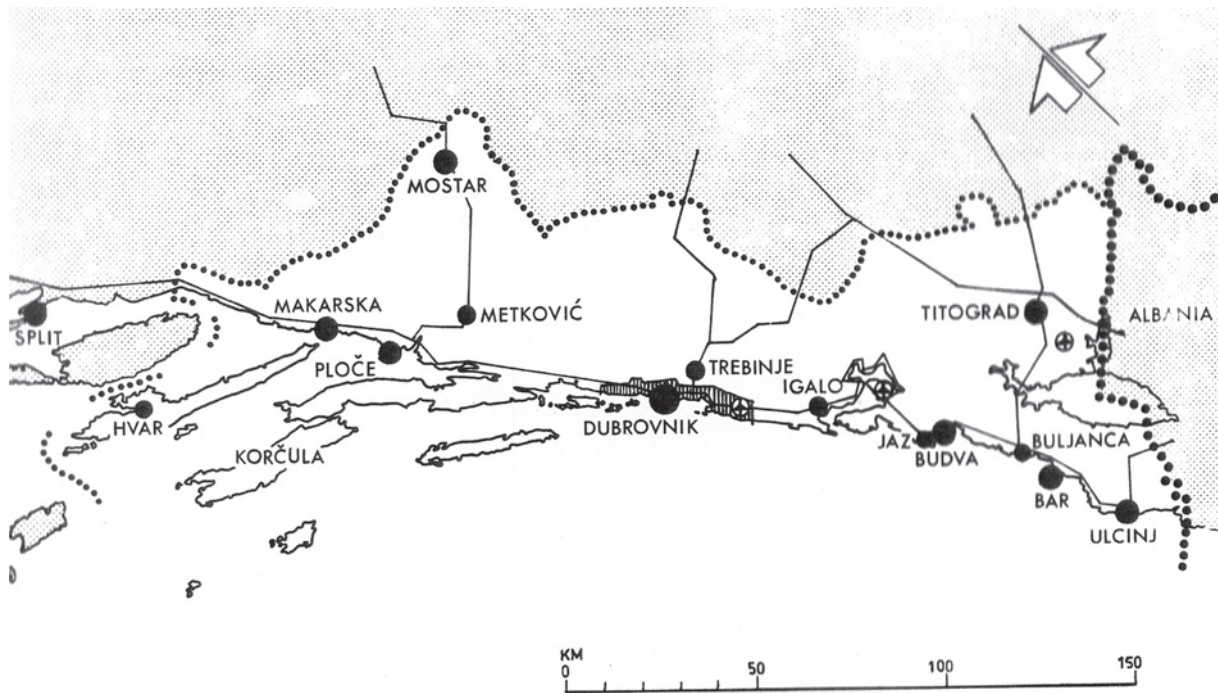 MOSTAR
MAKARSKA
METKOVIĆ
TITOGRAD
ALBANIA
SPLIT
PLOČE
TREBINJE
IGALO
HVAR
DUBROVNIK
KORČULA
JAZ
BUDVA
BULJANCA
BAR
ULCINJ
KM
0 50 100 150